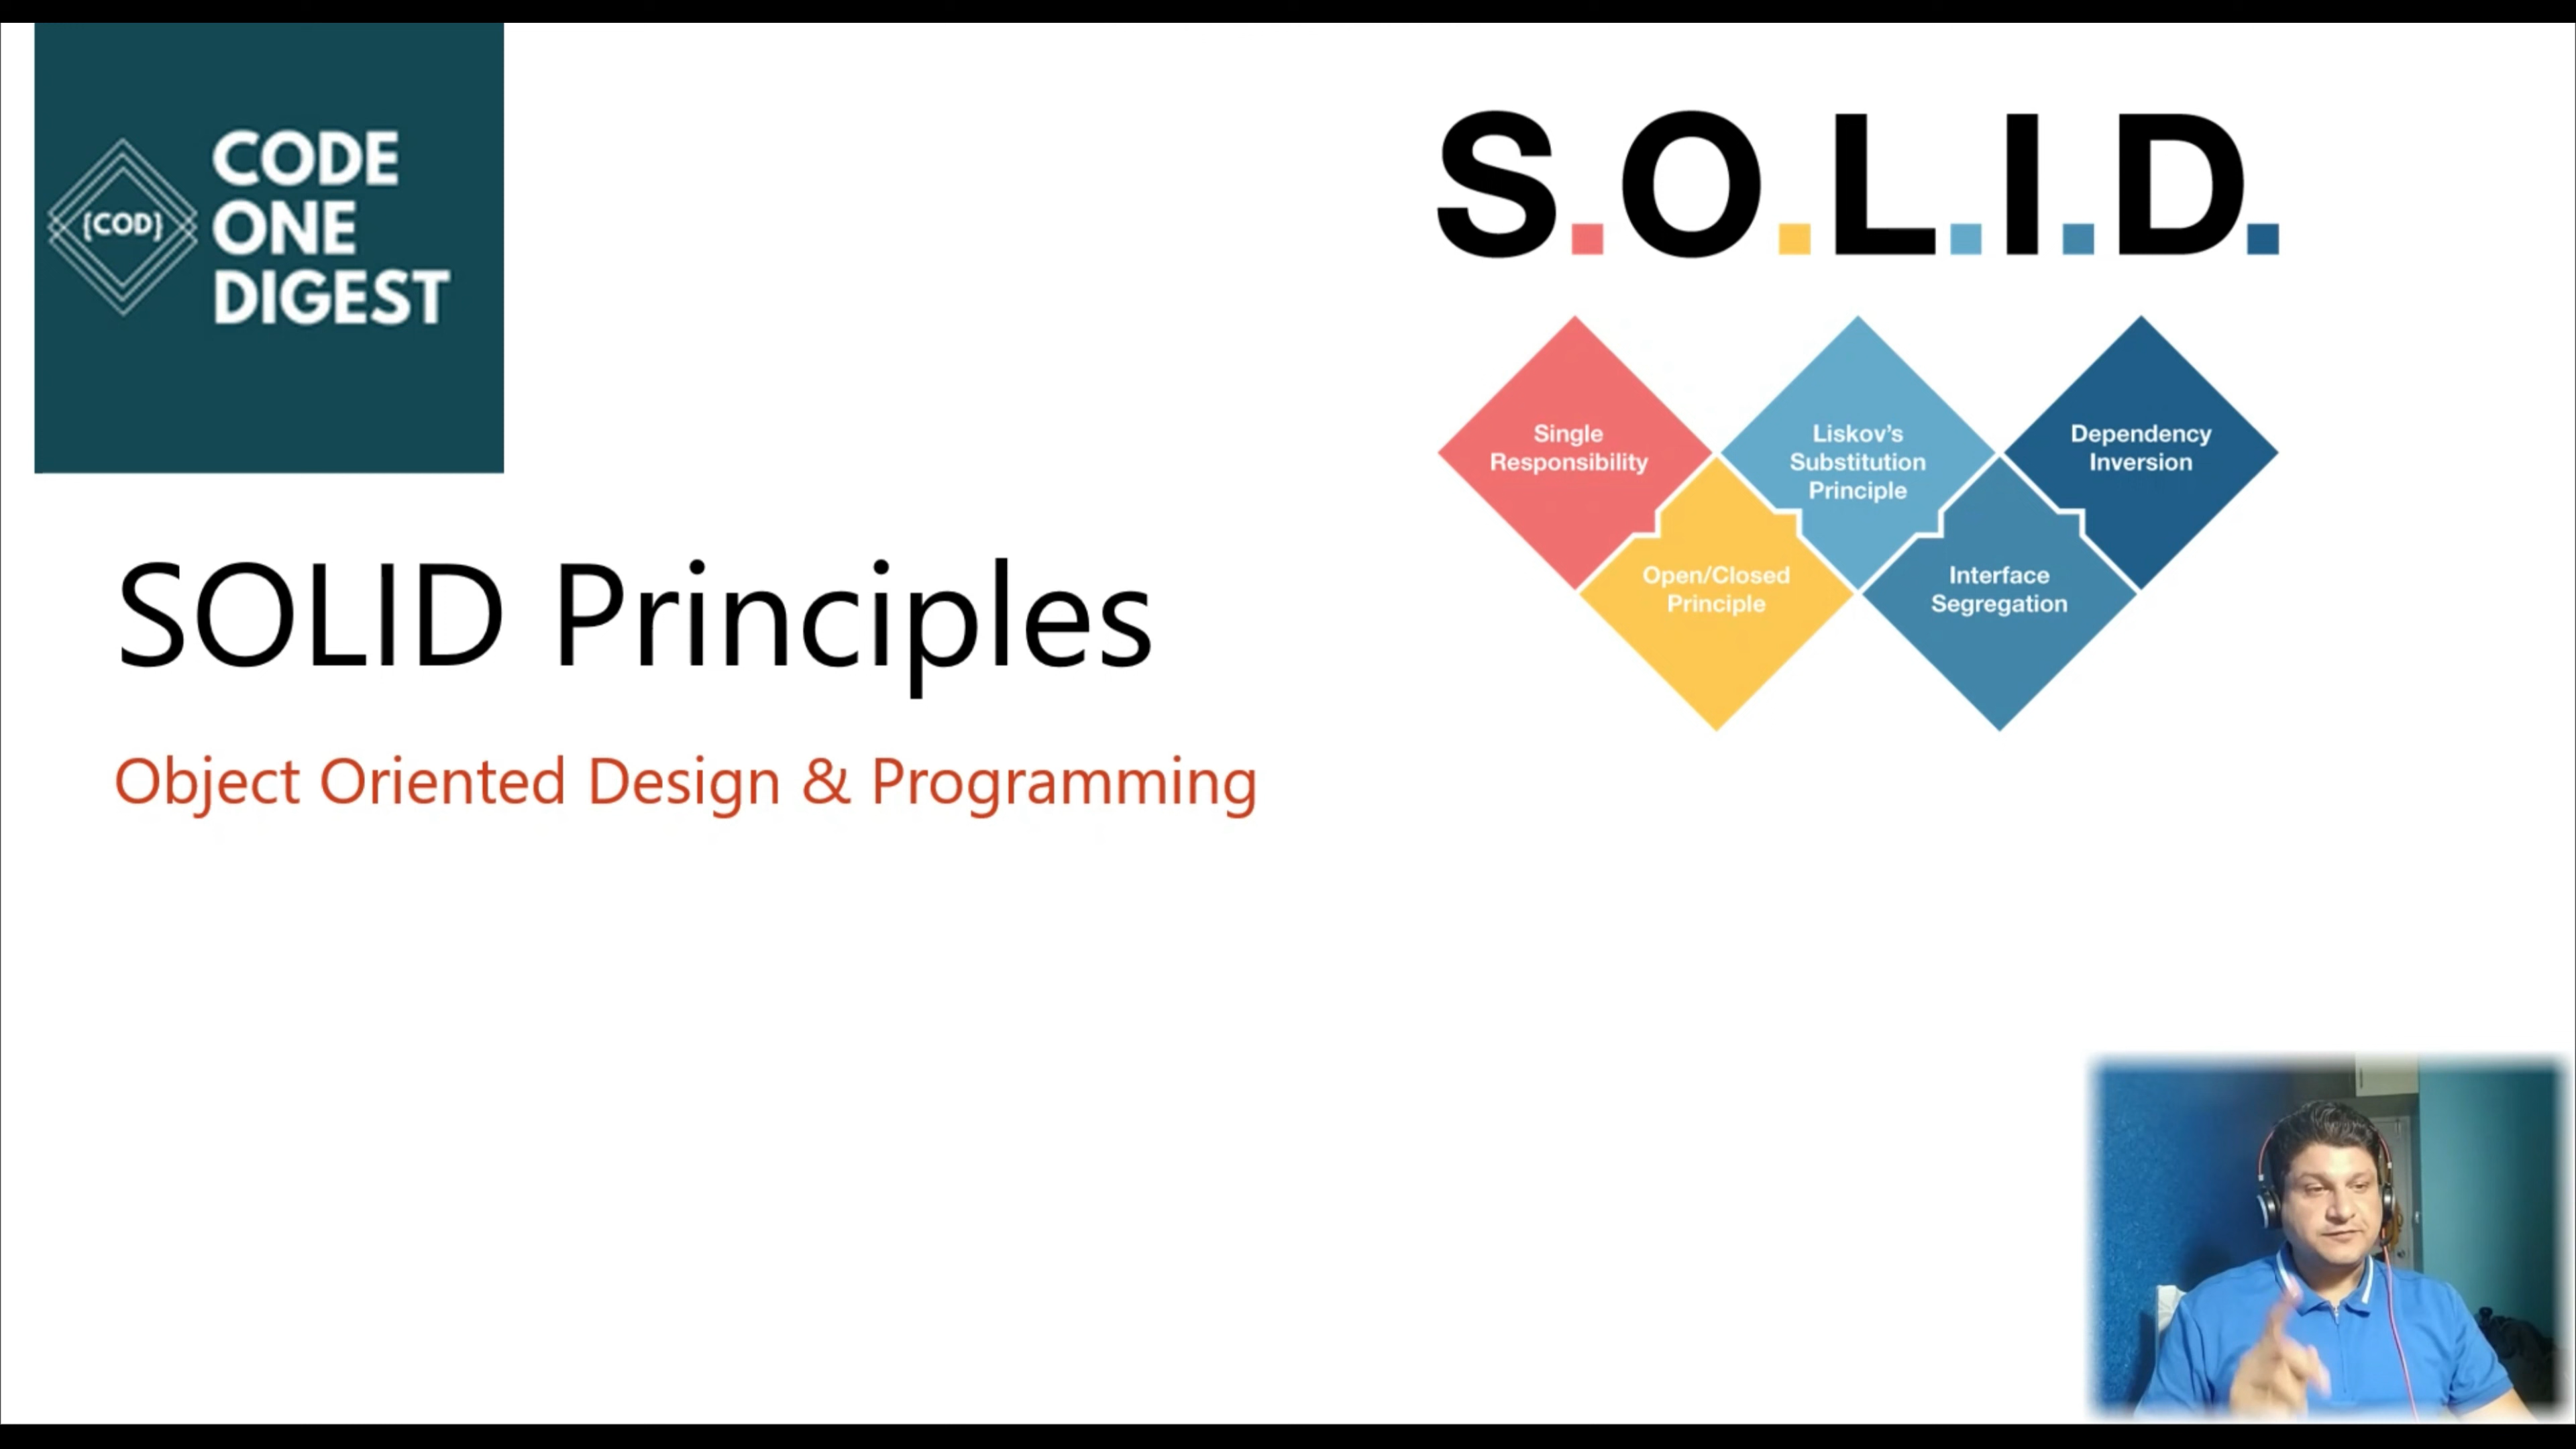 {COD}
CODE
ONE
DIGEST
S.O.L.I.D.
Single
Responsibility
Open/Closed
Principle
Liskov’s
Substitution
Principle
Interface
Segregation
Dependency
Inversion
SOLID Principles
Object Oriented Design & Programming